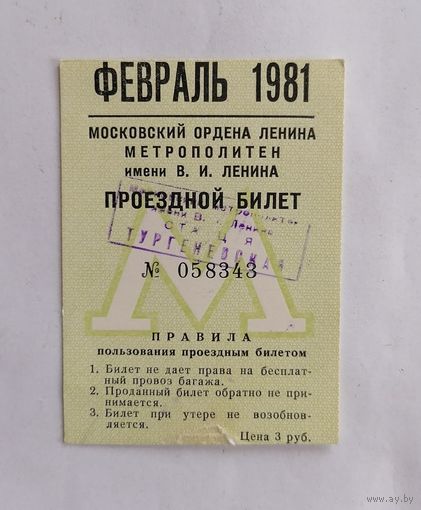 ФЕВРАЛЬ 1981
МОСКОВСКИЙ ОРДЕНА ЛЕНИНА
МЕТРОПОЛИТЕН
имени В. И. ЛЕНИНА
ПРОЕЗДНОЙ БИЛЕТ
имени В. Ленина
ТУРГЕНЕВСКАЯ
№ 058343
М
ПРАВИЛА
пользования проездным билетом
1. Билет не дает права на бесплат-
ный провоз багажа.
2. Проданный билет обратно не при-
нимается.
3. Билет при утере не возобнов-
ляется.
Цена 3 руб.
www.ay.by